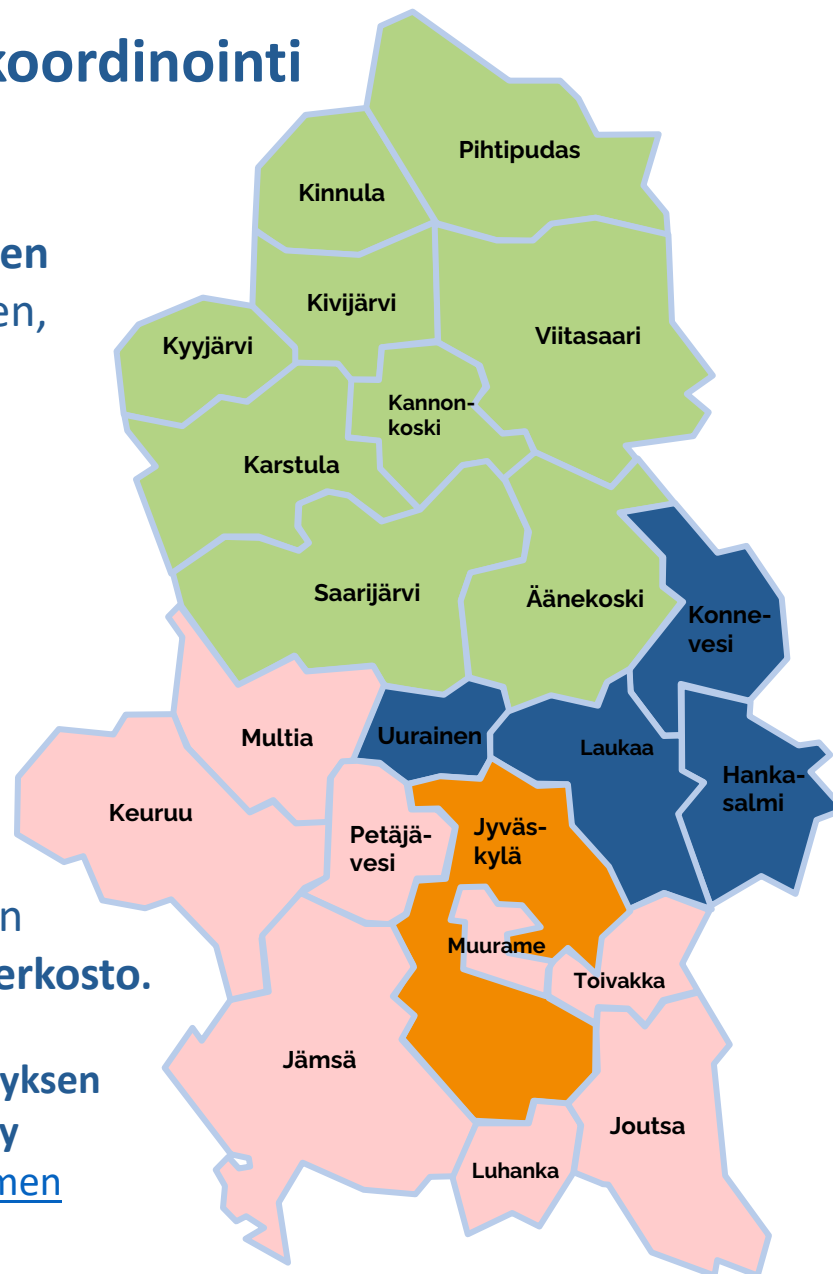 koordinointi
Pihtipudas
Kinnula
en
Kivijärvi
en,
Viitasaari
Kyyjärvi
Kannon-
koski
Karstula
Saarijärvi
Äänekoski
Konne-
vesi
Multia
Uurainen
Laukaa
Hanka-
salmi
Keuruu
Petäjä-
vesi
Jyväs-
kylä
n
Muurame
erkosto.
Toivakka
Jämsä
yksen
Joutsa
y
Luhanka
men